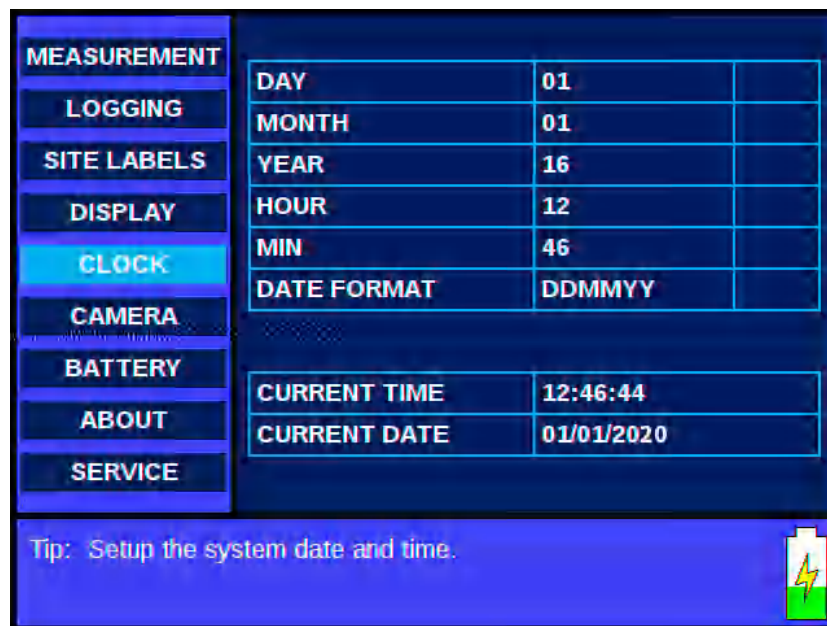 MEASUREMENT
LOGGING
SITE LABELS
DISPLAY
CLOCK
CAMERA
BATTERY
ABOUT
SERVICE
DAY 01
MONTH 01
YEAR 16
HOUR 12
MIN 46
DATE FORMAT DDMMYY
CURRENT TIME 12:46:44
CURRENT DATE 01/01/2020
Tip: Setup the system date and time.